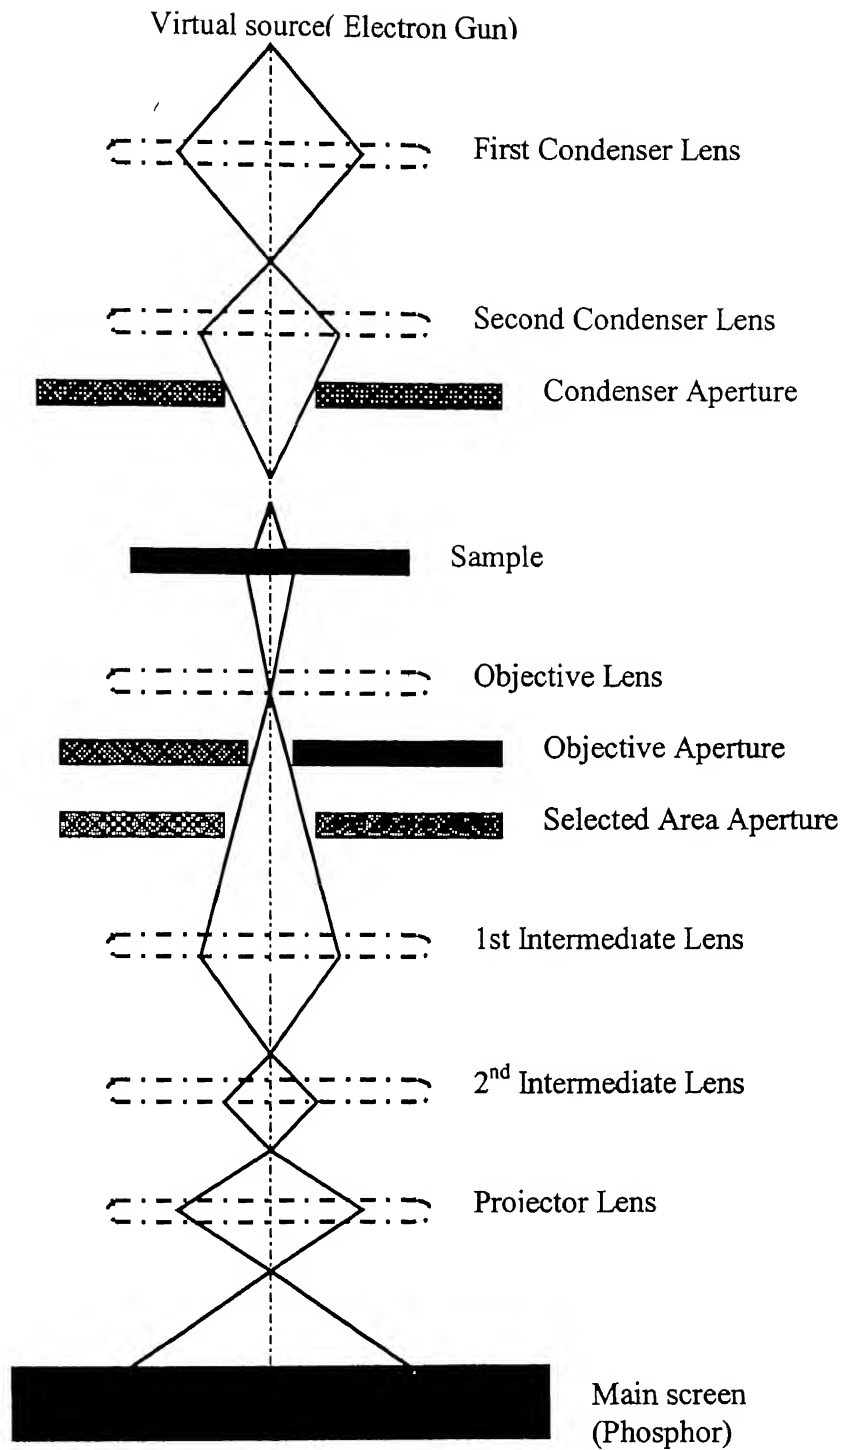 Virtual source( Electron Gun)
First Condenser Lens
Second Condenser Lens
Condenser Aperture
Sample
Objective Lens
Objective Aperture
Selected Area Aperture
1st Intermediate Lens
2nd Intermediate Lens
Projector Lens
Main screen
(Phosphor)